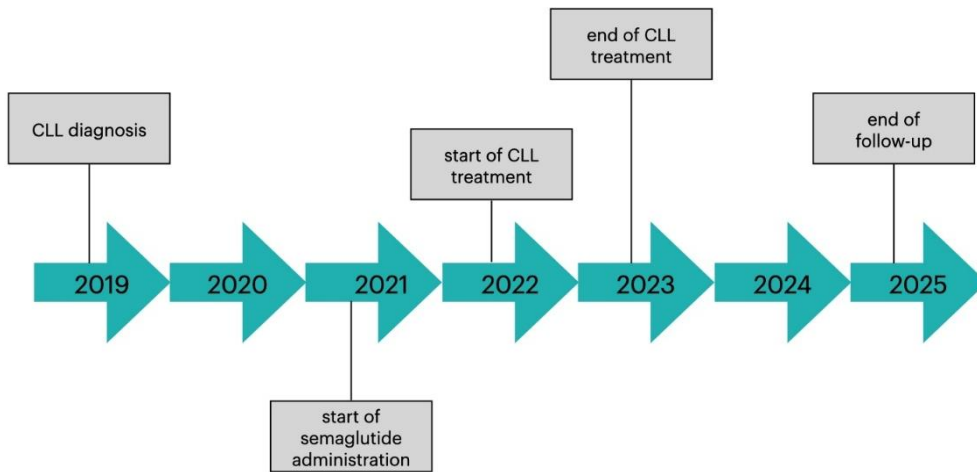 end of CLL
treatment
CLL diagnosis
start of CLL
treatment
end of
follow-up
2019
2020
2021
2022
2023
2024
2025
start of
semaglutide
administration